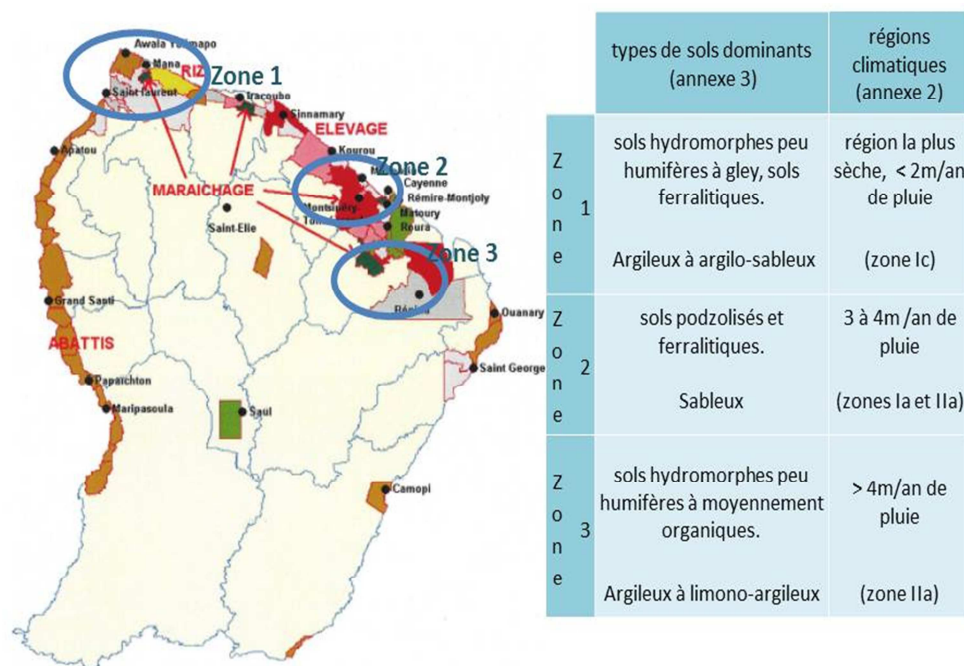 Awala Yalimapo
Mana
RIZ
Zone 1
Saint laurent
Iracoubo
Sinnamary
ELEVAGE
Apatou
Kourou
Zone 2
MARAICHAGE
Cayenne
Rémire-Montjoly
Montsinéry
Matoury
Saint-Elie
Roura
Zone 3
Grand Santi
Ouanary
ABATTIS
Saint George
Papaïchton
Maripasoula
Saul
Camopi
types de sols dominants
(annexe 3)
régions
climatiques
(annexe 2)
Zone 1
sols hydromorphes peu
humifères à gley, sols
ferralitiques.
Argileux à argilo-sableux
région la plus
sèche, < 2m/an
de pluie
(zone Ic)
Zone 2
sols podzolisés et
ferralitiques.
Sableux
3 à 4m /an de
pluie
(zones Ia et IIa)
Zone 3
sols hydromorphes peu
humifères à moyennement
organiques.
Argileux à limono-argileux
> 4m/an de
pluie
(zone IIa)